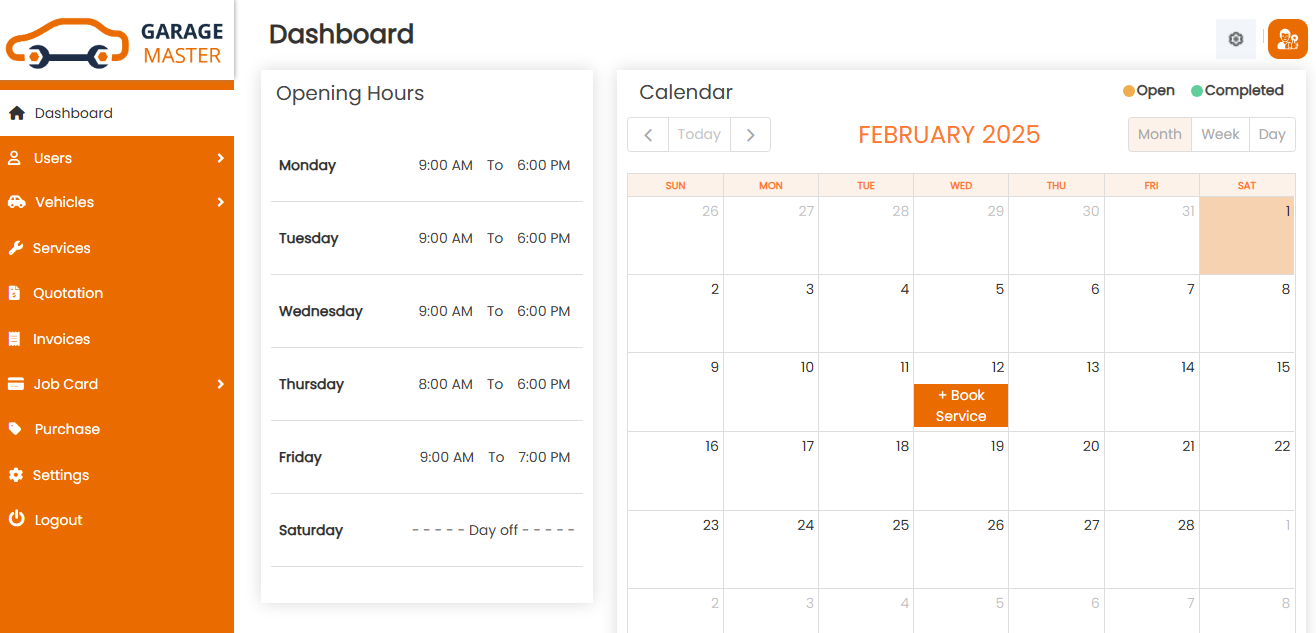 GARAGE
MASTER
Dashboard
Users
Vehicles
Services
Quotation
Invoices
Job Card
Purchase
Settings
Logout
Dashboard
Opening Hours
Monday 9:00 AM To 6:00 PM
Tuesday 9:00 AM To 6:00 PM
Wednesday 9:00 AM To 6:00 PM
Thursday 8:00 AM To 6:00 PM
Friday 9:00 AM To 7:00 PM
Saturday - - - - - Day off - - - - -
Calendar
Open Completed
Today
FEBRUARY 2025
Month Week Day
SUN MON TUE WED THU FRI SAT
26 27 28 29 30 31 1
2 3 4 5 6 7 8
9 10 11 12 13 14 15
+ Book
Service
16 17 18 19 20 21 22
23 24 25 26 27 28 1
2 3 4 5 6 7 8